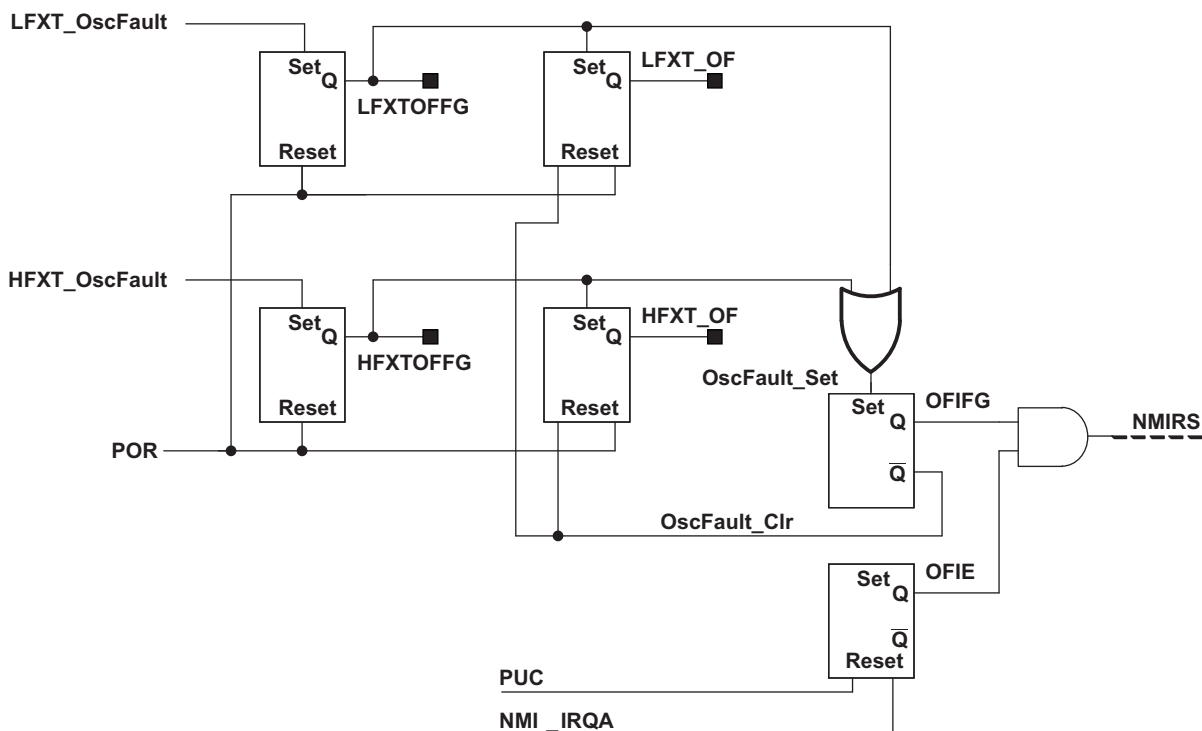 LFXT_OscFault
Set
Q
LFXTOFFG
Reset
Set
Q
LFXT_OF
Reset
HFXT_OscFault
Set
Q
HFXTOFFG
Reset
Set
Q
HFXT_OF
Reset
POR
OscFault_Set
Set
Q
Q
OFIFG
NMIRS
OscFault_Clr
Set
Q
Q
Reset
OFIE
PUC
NMI _IRQA